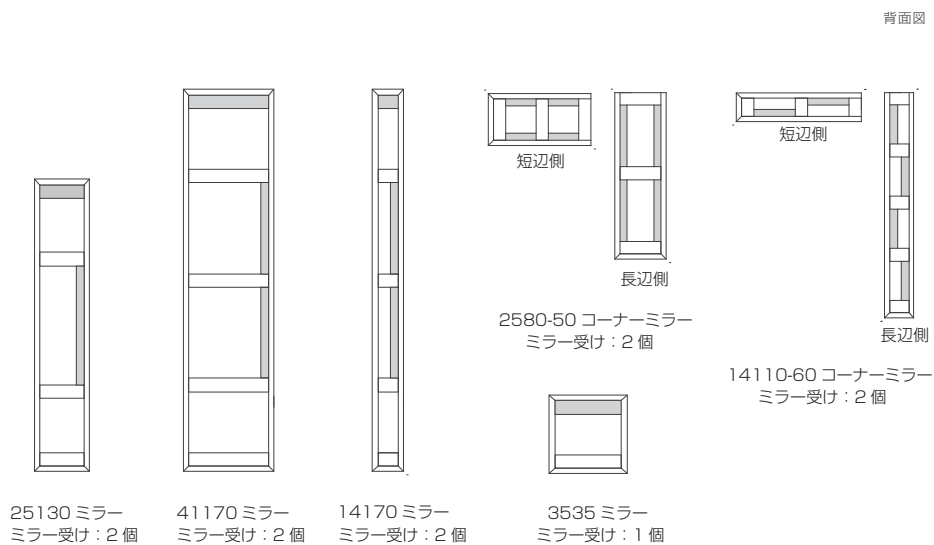 背面図
短辺側
短辺側
長辺側
2580-50 コーナーミラー
ミラー受け：2 個
長辺側
14110-60 コーナーミラー
ミラー受け：2 個
25130 ミラー
ミラー受け：2 個
41170 ミラー
ミラー受け：2 個
14170 ミラー
ミラー受け：2 個
3535 ミラー
ミラー受け：1 個